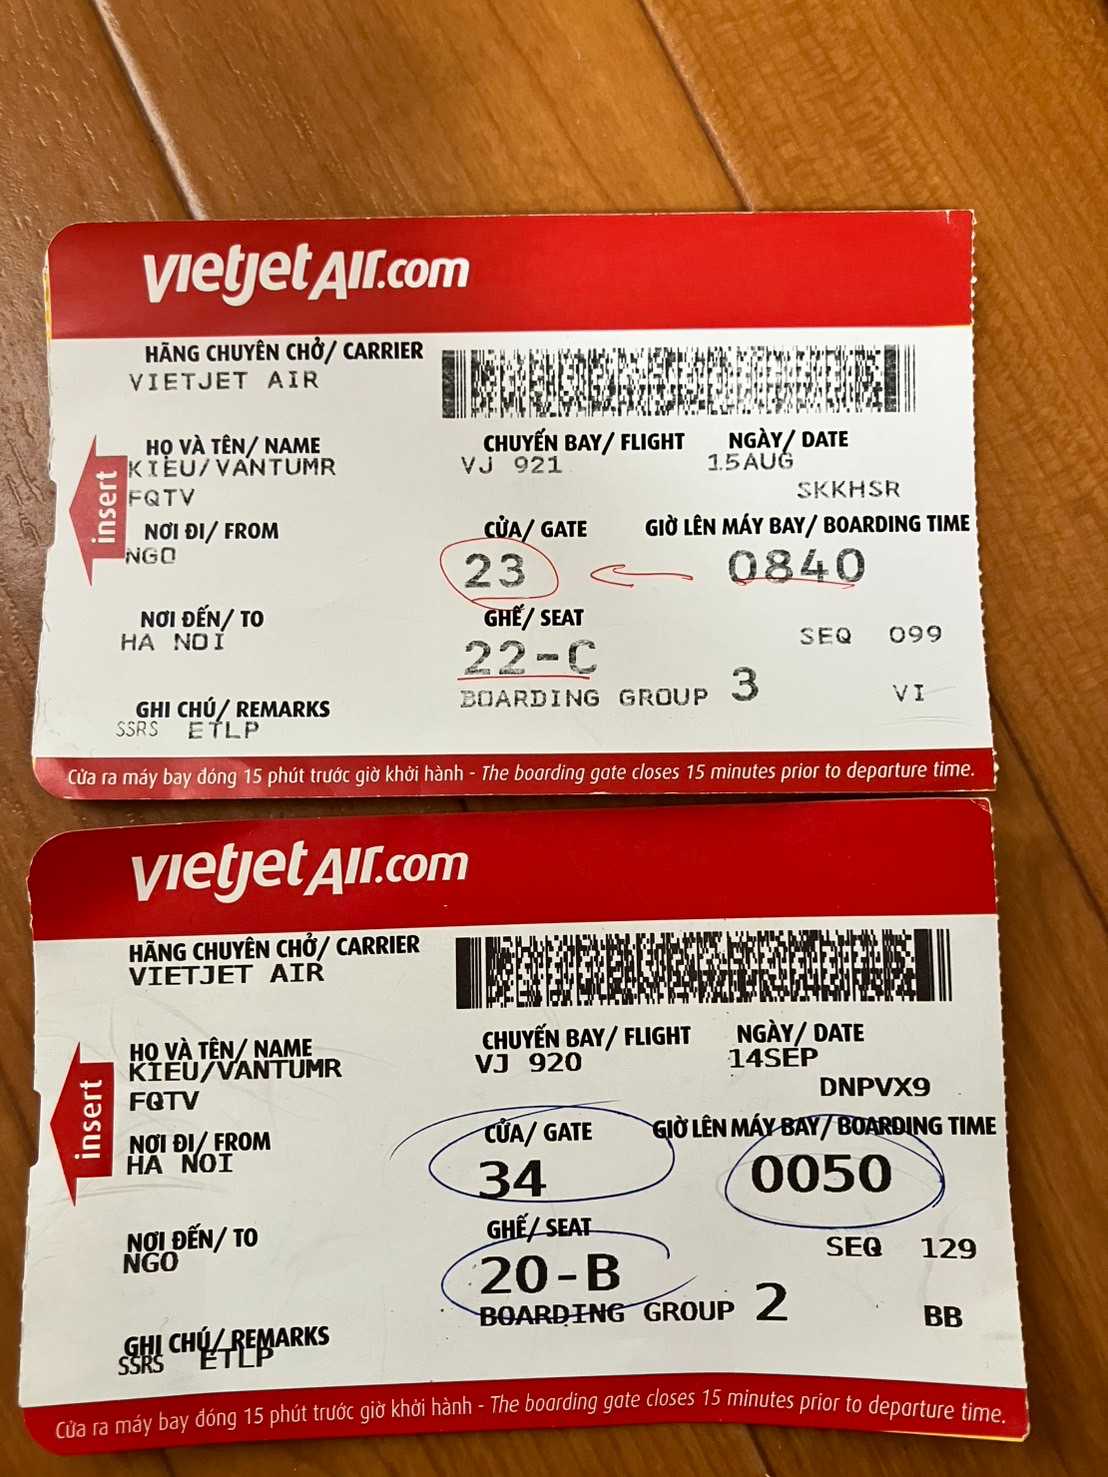 vietjetAir.com
HÃNG CHUYÊN CHỞ/ CARRIER
VIETJET AIR
HỌ VÀ TÊN/ NAME CHUYẾN BAY/ FLIGHT NGÀY/ DATE
KIEU/VANTUMR VJ 921 15AUG
FQTV SKKHSR
insert
NƠI ĐI/ FROM CỬA/ GATE GIỜ LÊN MÁY BAY/ BOARDING TIME
NGO 23 0840
NƠI ĐẾN/ TO GHẾ/ SEAT
HA NOI 22-C SEQ 099
BOARDING GROUP 3 VI
GHI CHÚ/ REMARKS
SSRS ETLP
Cửa ra máy bay đóng 15 phút trước giờ khởi hành - The boarding gate closes 15 minutes prior to departure time.
vietjetAir.com
HÃNG CHUYÊN CHỞ/ CARRIER
VIETJET AIR
HỌ VÀ TÊN/ NAME CHUYẾN BAY/ FLIGHT NGÀY/ DATE
KIEU/VANTUMR VJ 920 14SEP
FQTV DNPVX9
insert
NƠI ĐI/ FROM CỬA/ GATE GIỜ LÊN MÁY BAY/ BOARDING TIME
HA NOI 34 0050
NƠI ĐẾN/ TO GHẾ/ SEAT
NGO 20-B SEQ 129
BOARDING GROUP 2 BB
GHI CHÚ/ REMARKS
SSRS ETLP
Cửa ra máy bay đóng 15 phút trước giờ khởi hành - The boarding gate closes 15 minutes prior to departure time.